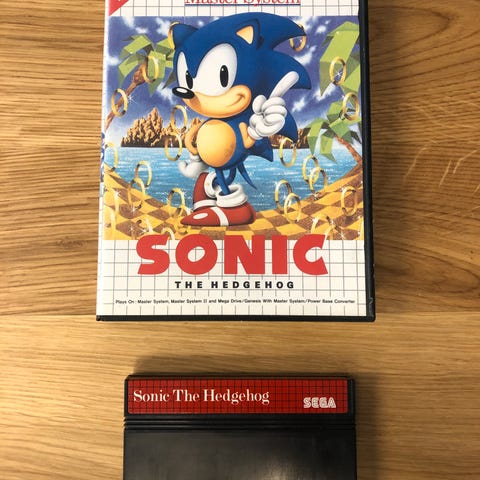 Master System
SONIC
THE HEDGEHOG
Plays On: Master System, Master System II and Mega Drive/Genesis With Master System/Power Base Converter
Sonic The Hedgehog
SEGA